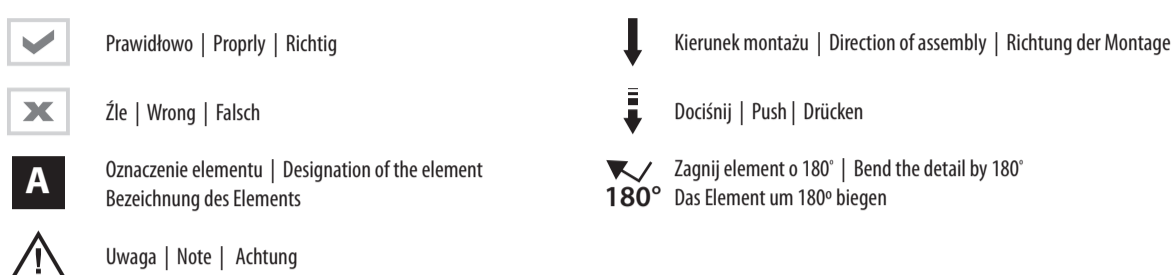 Prawidłowo | Proprly | Richtig
Źle | Wrong | Falsch
A
Oznaczenie elementu | Designation of the element
Bezeichnung des Elements
Uwaga | Note | Achtung
Kierunek montażu | Direction of assembly | Richtung der Montage
Dociśnij | Push | Drücken
180°
Zagnij element o 180° | Bend the detail by 180°
Das Element um 180º biegen